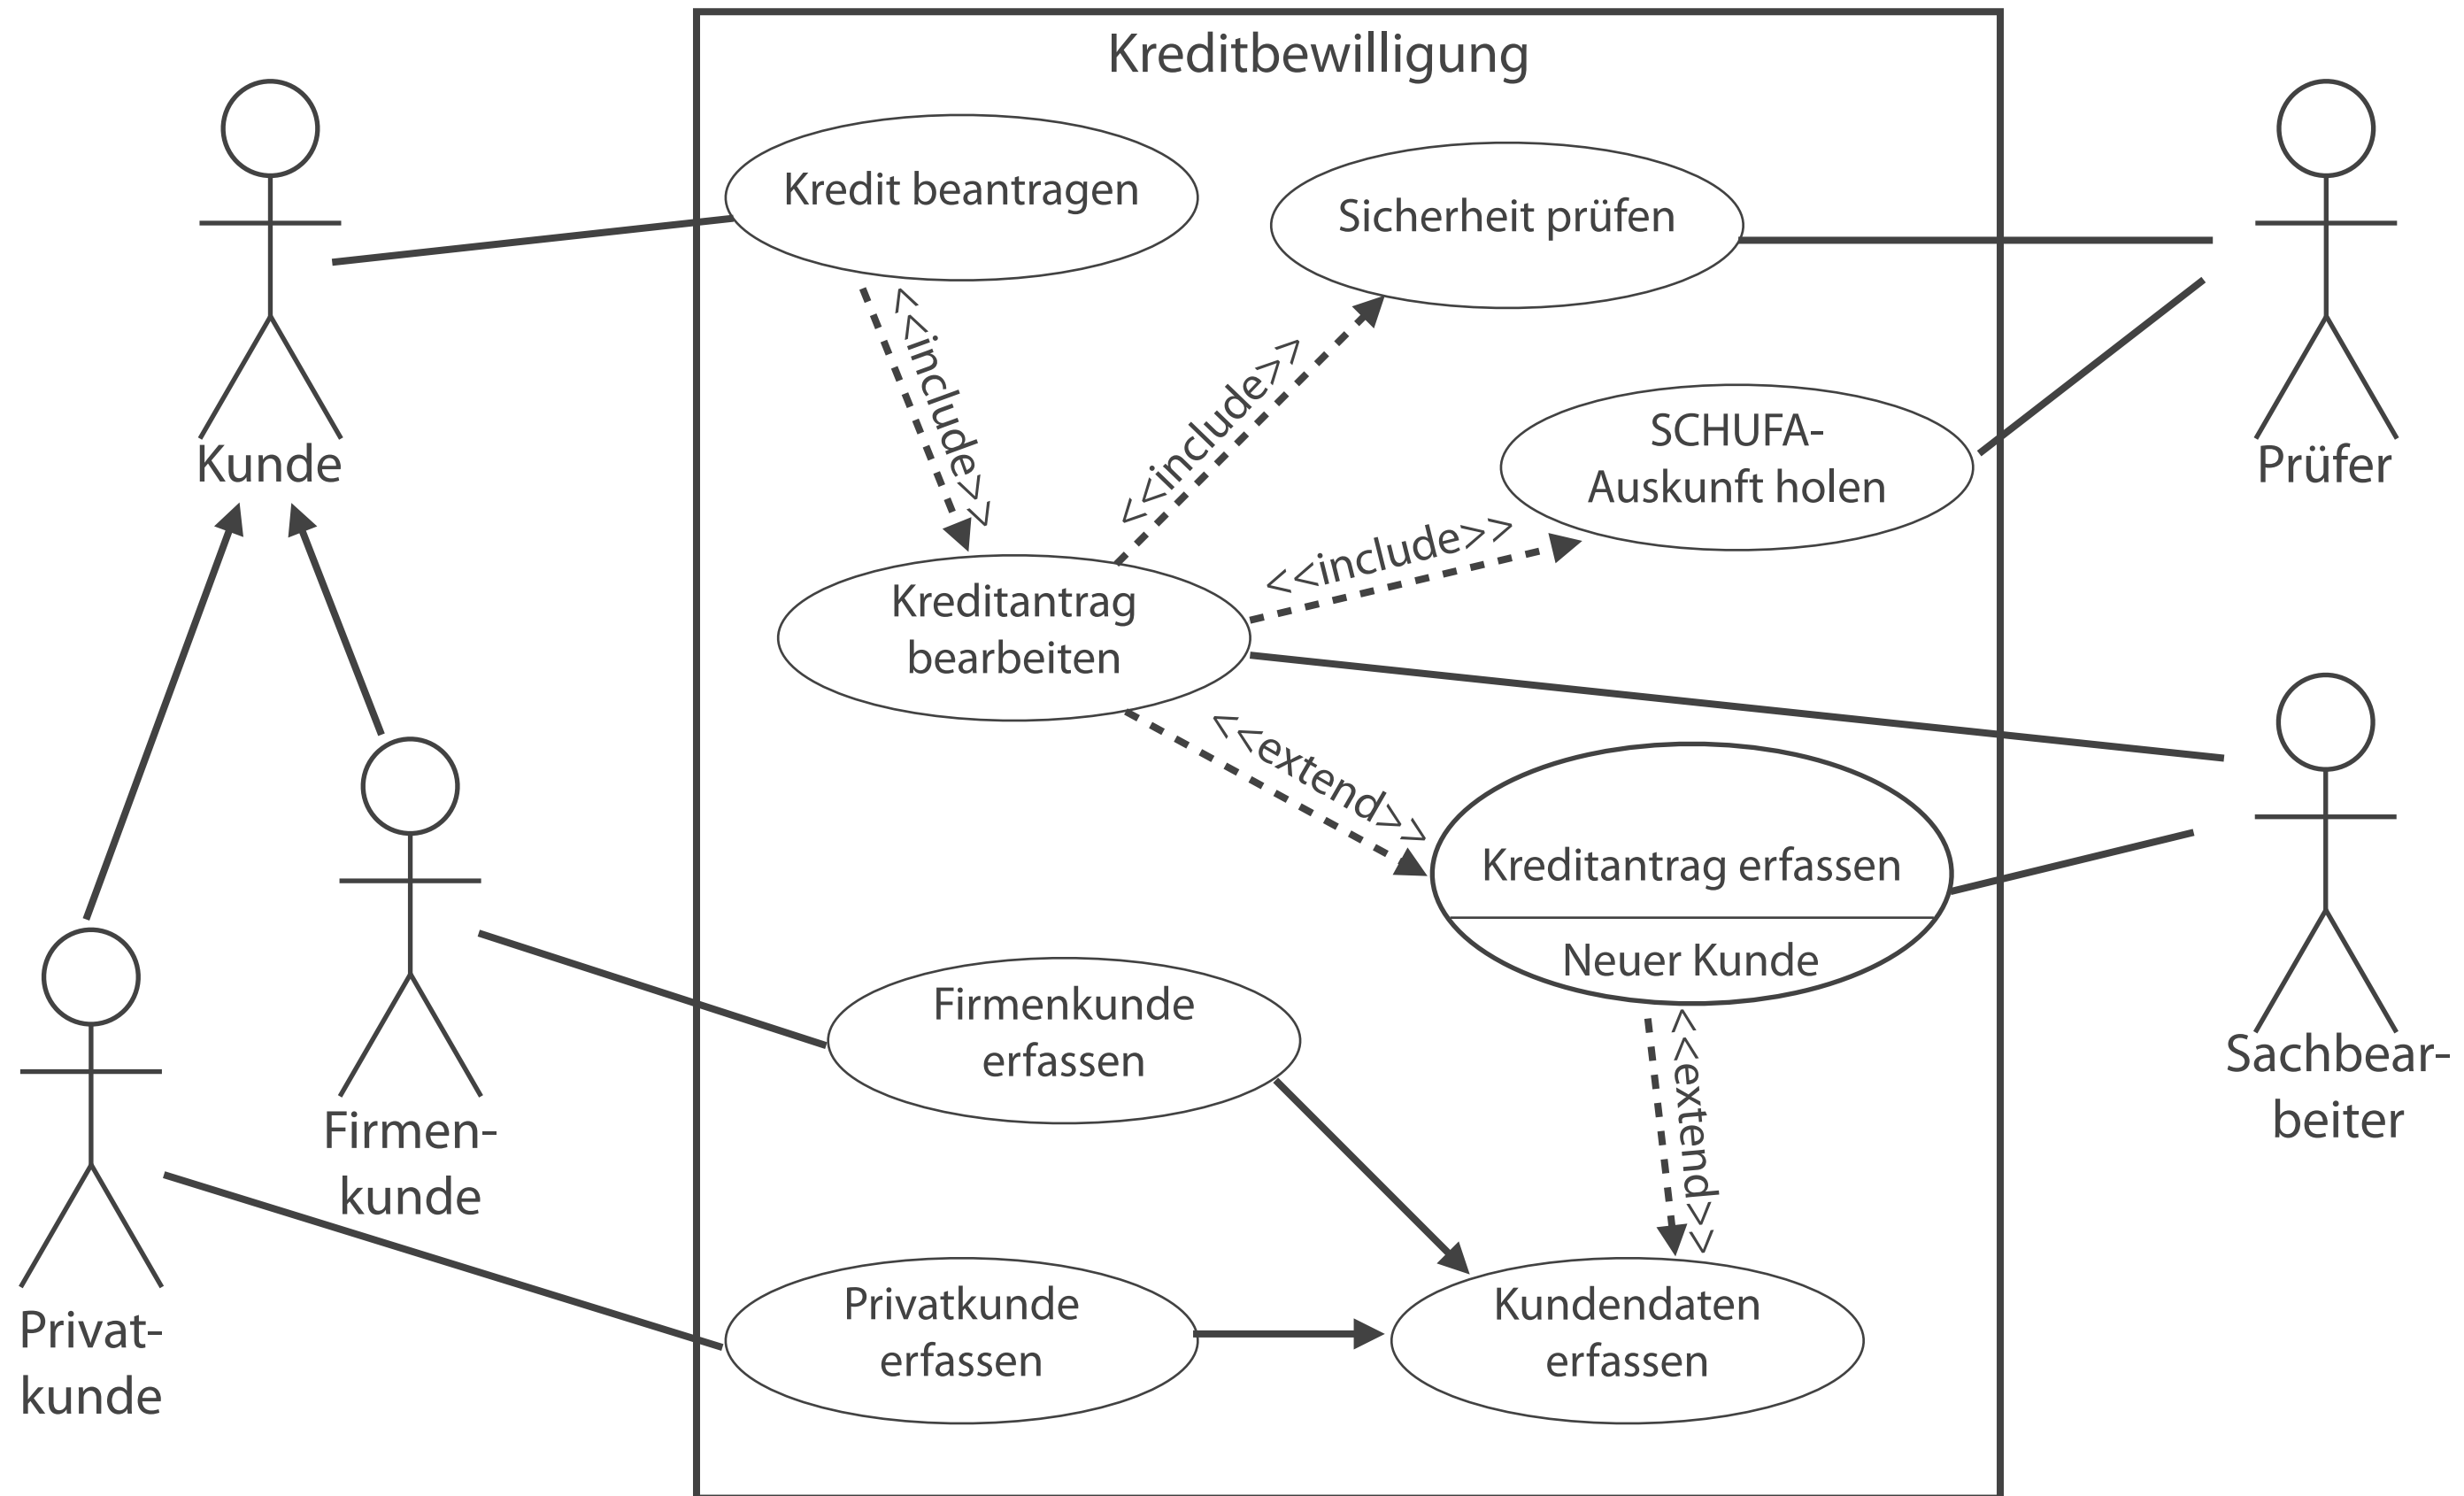 Kreditbewilligung
Kredit beantragen
Sicherheit prüfen
<<include>>
<<include>>
SCHUFA-
Auskunft holen
Kunde
Prüfer
<<include>>
Kreditantrag
bearbeiten
<<extend>>
Kreditantrag erfassen
Neuer Kunde
Firmenkunde
erfassen
<<extend>>
Sachbear-
beiter
Firmen-
kunde
Privatkunde
erfassen
Kundendaten
erfassen
Privat-
kunde